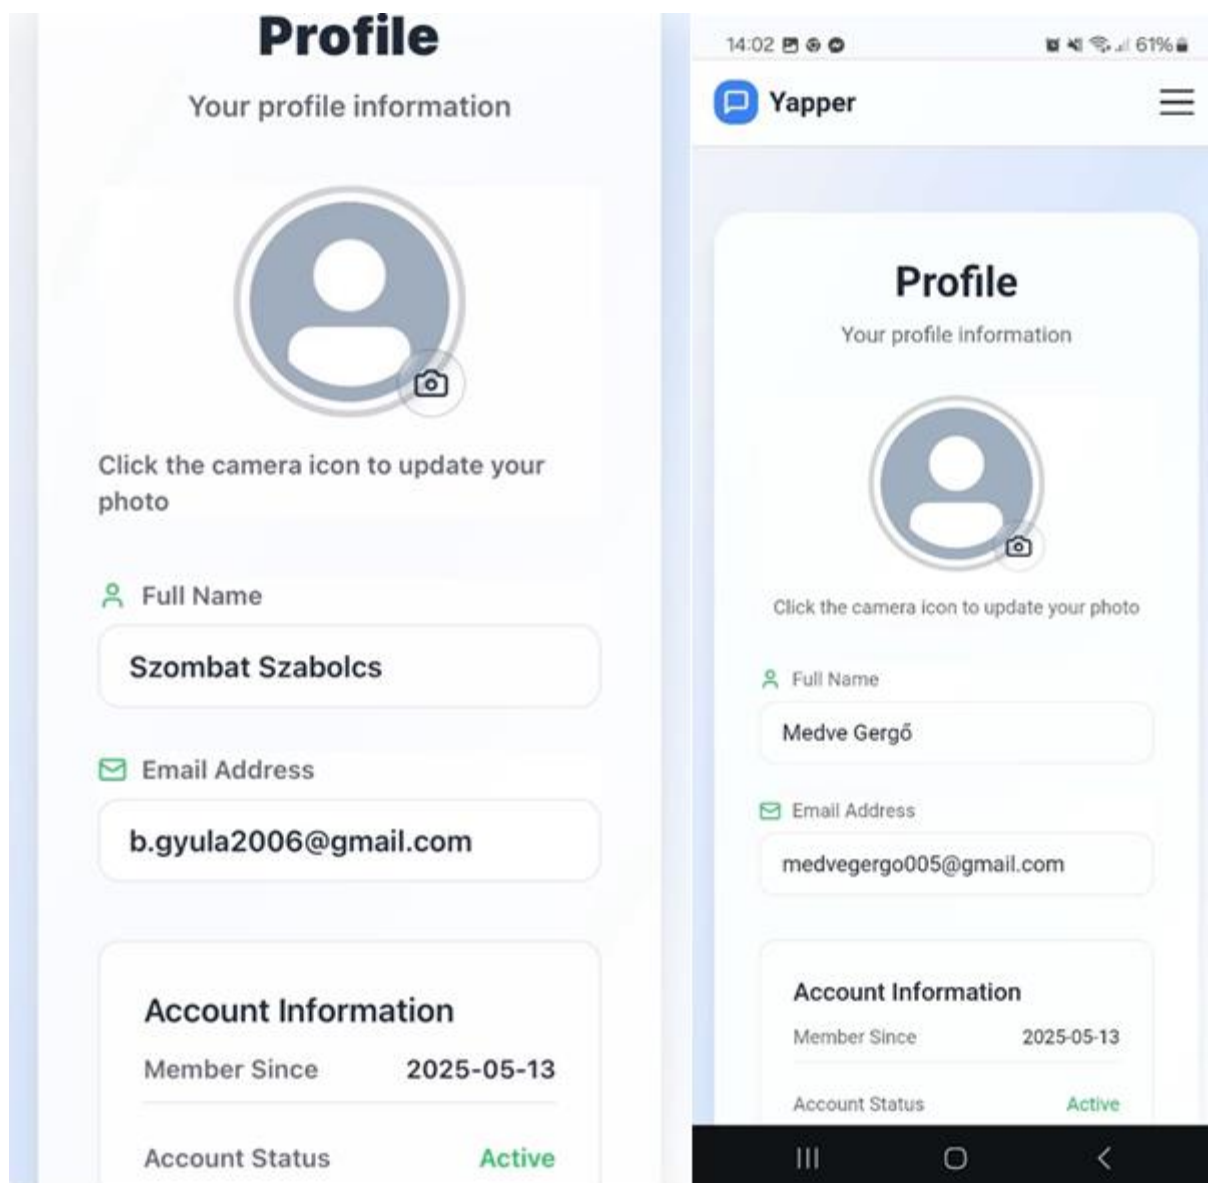 Profile
Your profile information
Click the camera icon to update your
photo
Full Name
Szombat Szabolcs
Email Address
b.gyula2006@gmail.com
Account Information
Member Since 2025-05-13
Account Status Active
14:02 61%
Yapper
Profile
Your profile information
Click the camera icon to update your photo
Full Name
Medve Gergő
Email Address
medvegergo005@gmail.com
Account Information
Member Since 2025-05-13
Account Status Active